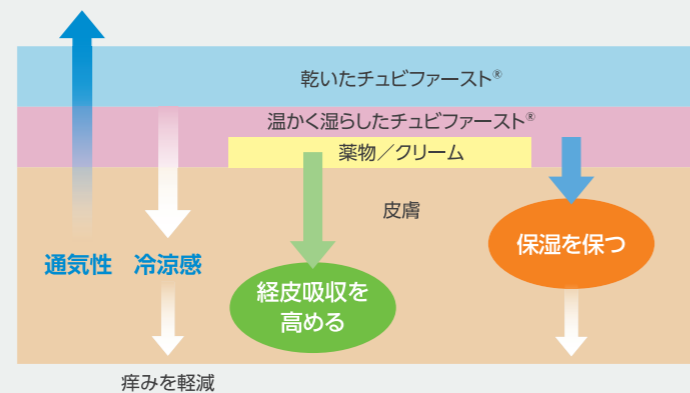 乾いたチュビファースト®
温かく湿らしたチュビファースト®
薬物／クリーム
皮膚
通気性
冷涼感
保湿を保つ
経皮吸収を
高める
痒みを軽減